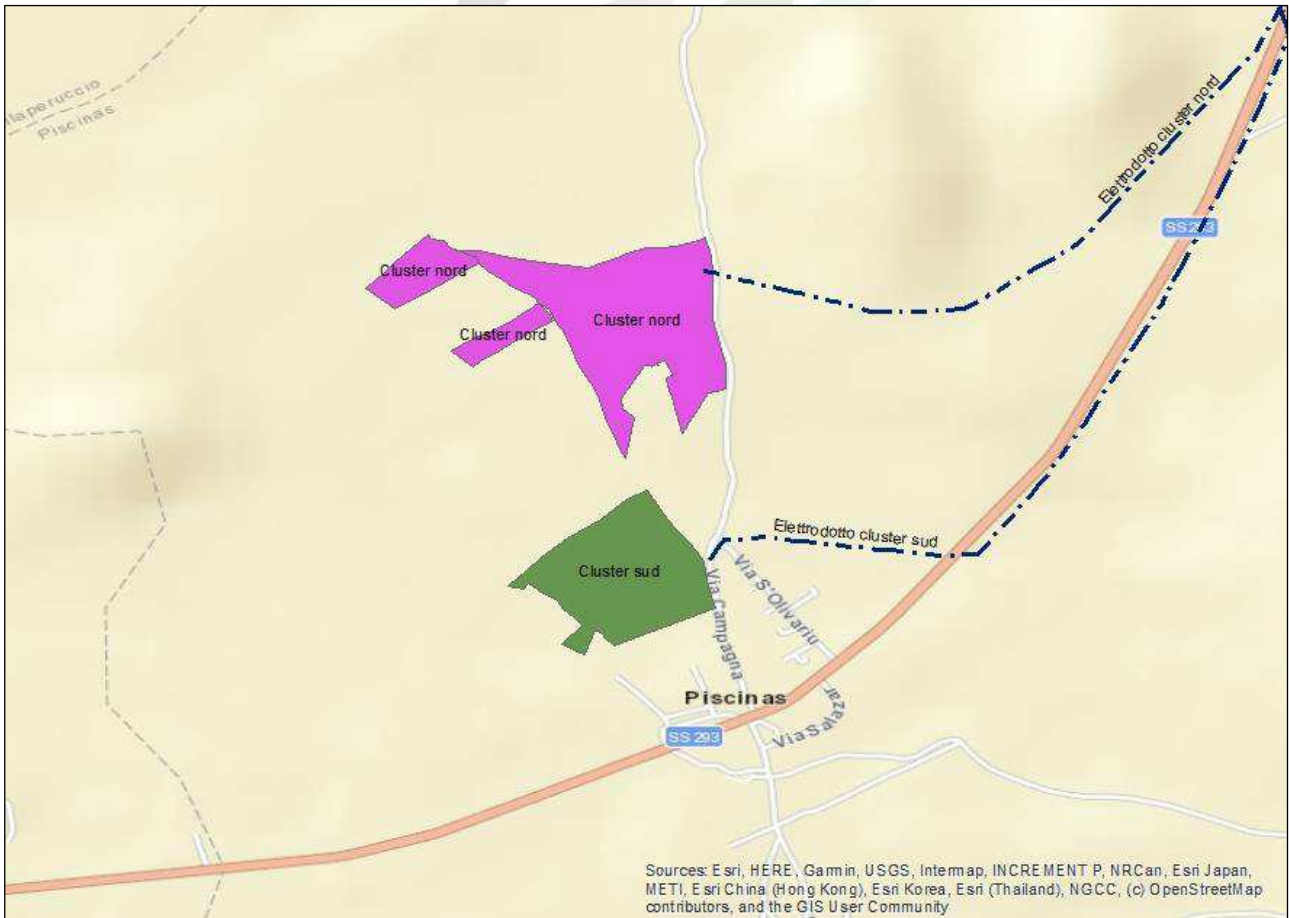 Piscinas
Elettrodotto cluster nord
SS 293
Cluster nord
Cluster nord
Cluster nord
Elettrodotto cluster sud
Cluster sud
Via Campagna
Via S'Olivariu
Piscinas
SS 293
Via Salazar
Sources: Esri, HERE, Garmin, USGS, Intermap, INCREMENT P, NRCan, Esri Japan,
METI, Esri China (Hong Kong), Esri Korea, Esri (Thailand), NGCC, (c) OpenStreetMap
contributors, and the GIS User Community